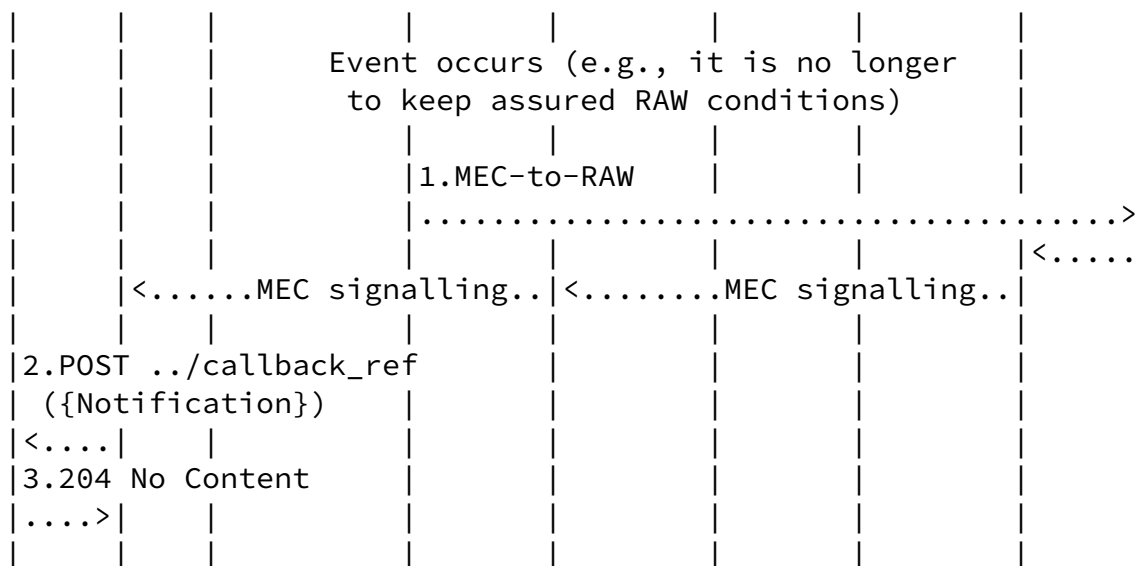 Event occurs (e.g., it is no longer
to keep assured RAW conditions)
1.MEC-to-RAW
......................................>
<.....
<......MEC signalling..|<........MEC signalling..
2.POST ../callback_ref
({Notification})
<....
3.204 No Content
....>